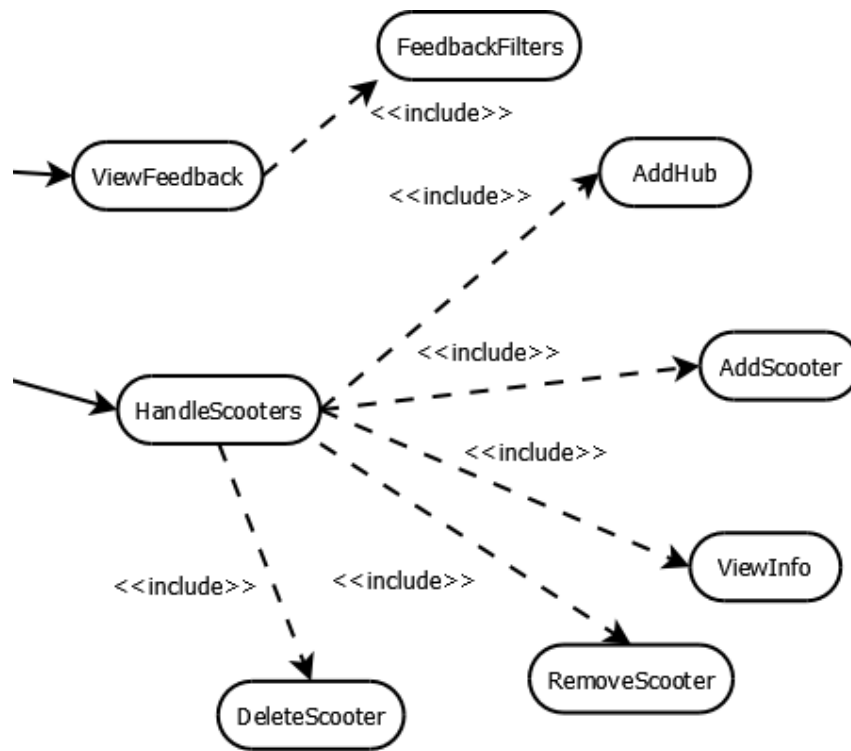 FeedbackFilters
<<include>>
ViewFeedback
AddHub
<<include>>
<<include>>
AddScooter
HandleScooters
<<include>>
ViewInfo
<<include>>
<<include>>
RemoveScooter
DeleteScooter